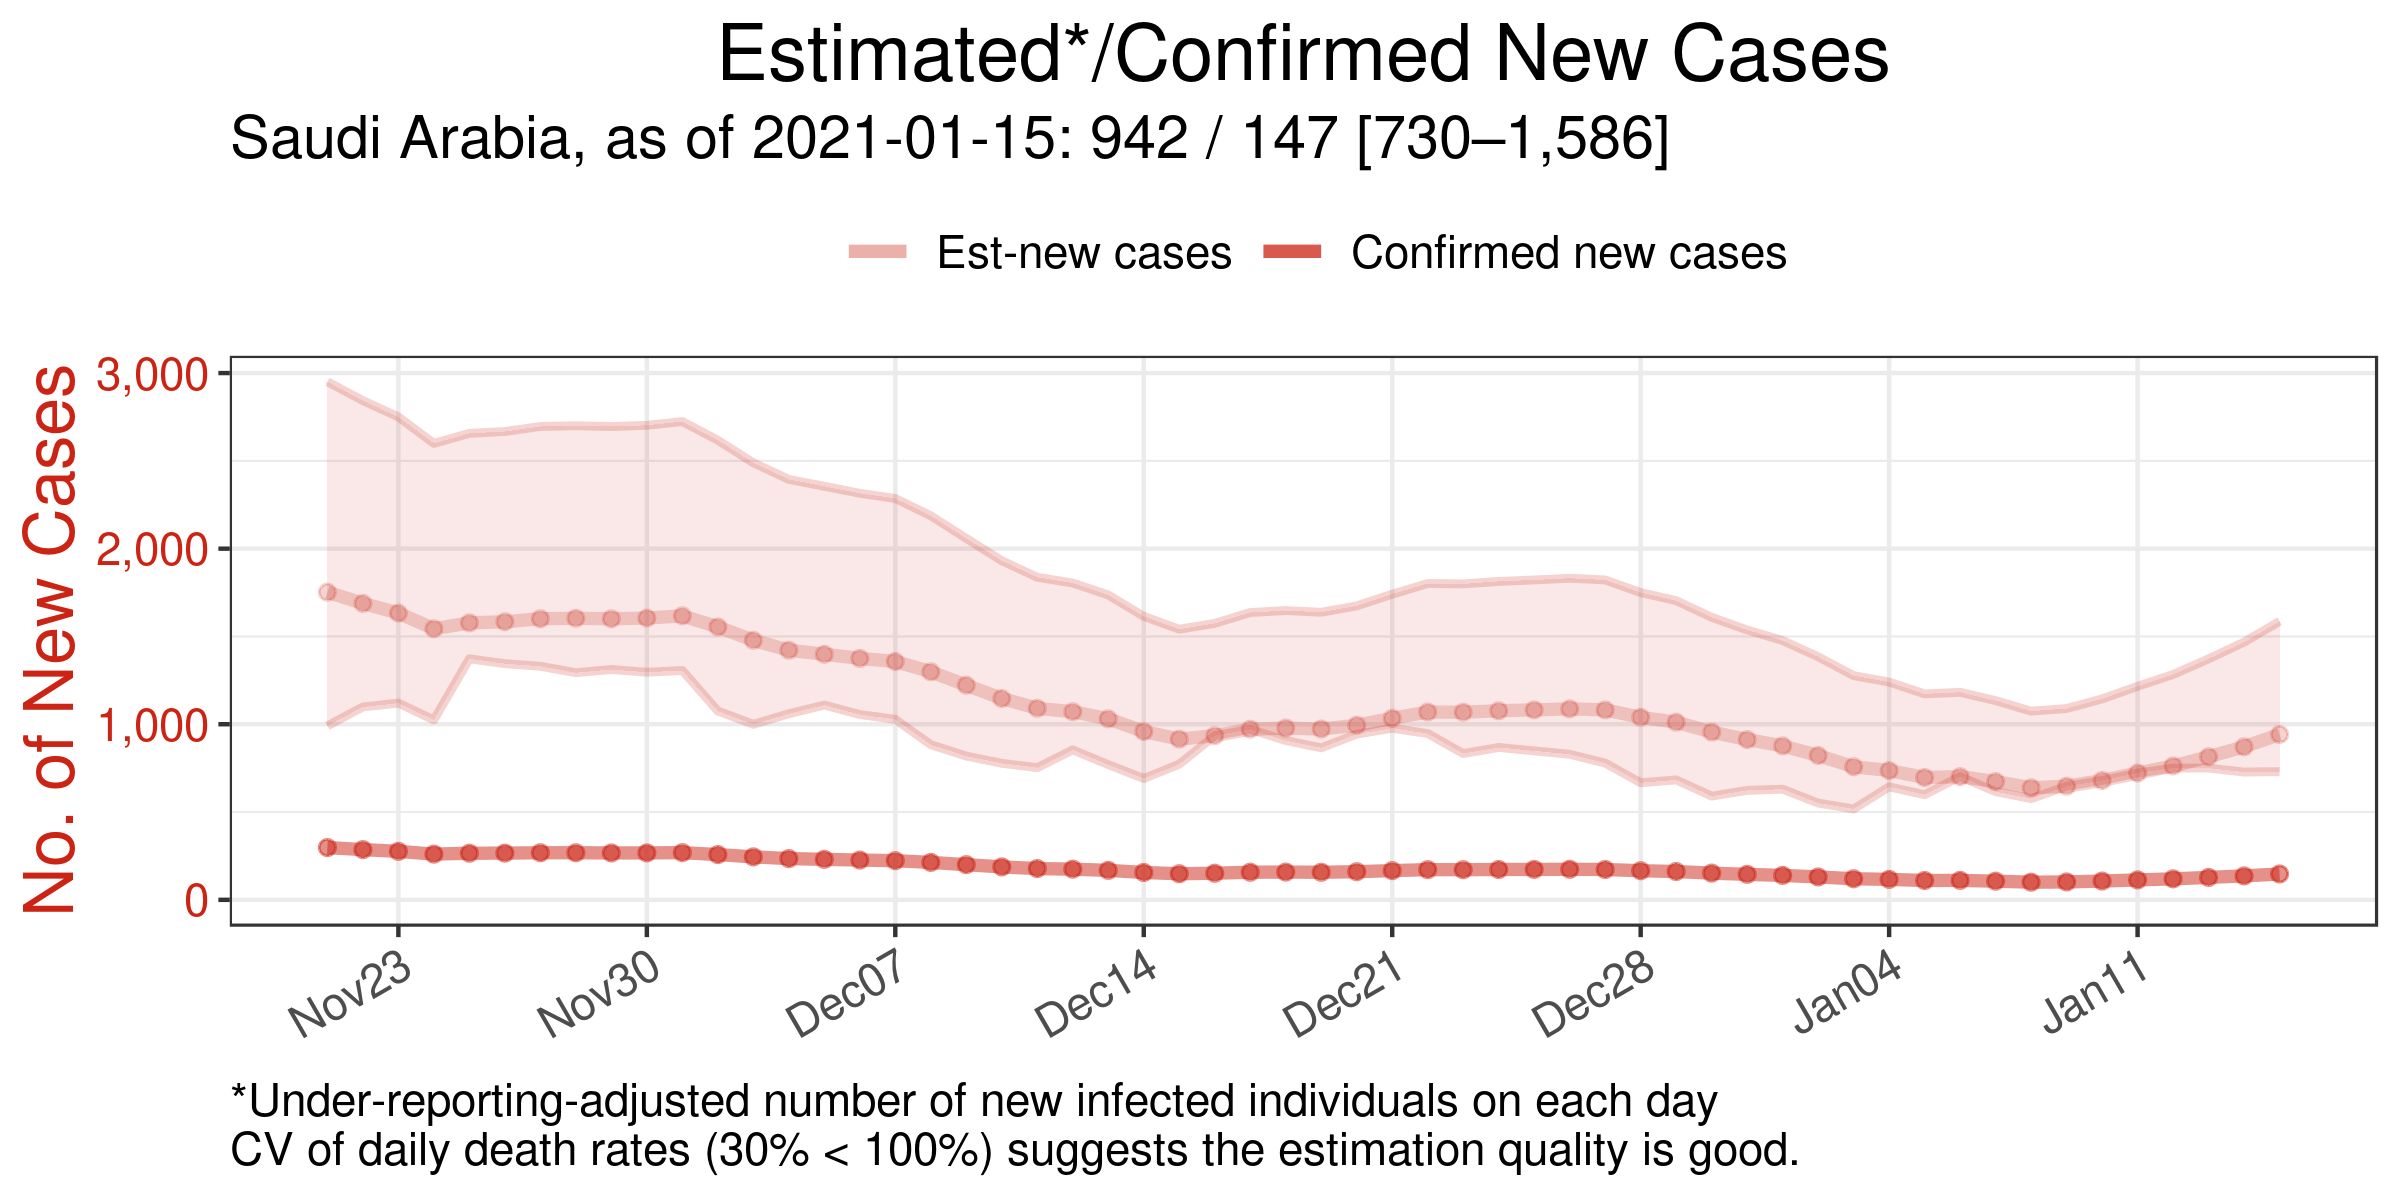 Estimated*/Confirmed New Cases
Saudi Arabia, as of 2021-01-15: 942 / 147 [730–1,586]
Est-new cases Confirmed new cases
No. of New Cases
3,000
2,000
1,000
0
Nov23 Nov30 Dec07 Dec14 Dec21 Dec28 Jan04 Jan11
*Under-reporting-adjusted number of new infected individuals on each day
CV of daily death rates (30% < 100%) suggests the estimation quality is good.